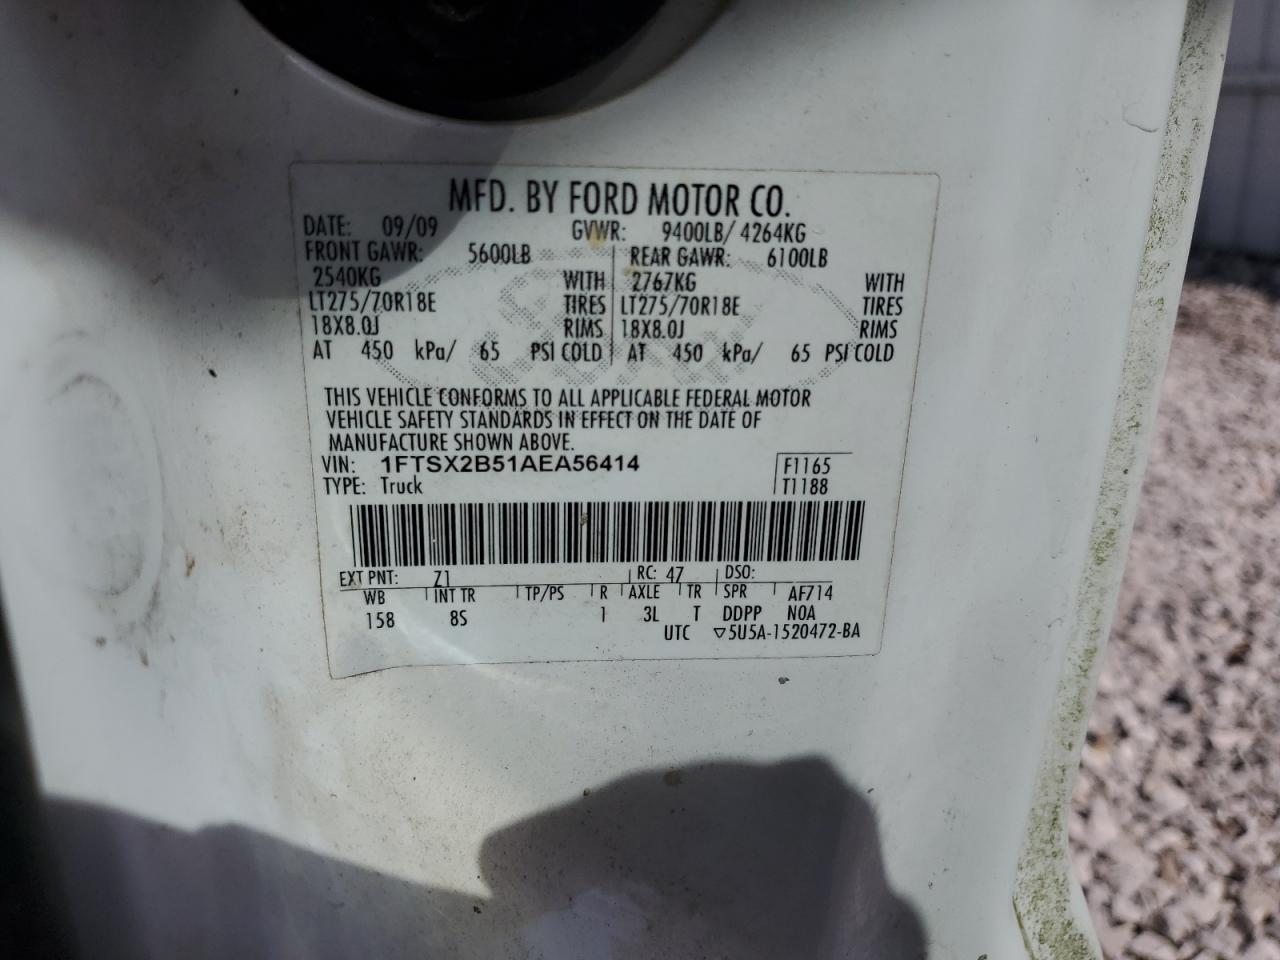 MFD. BY FORD MOTOR CO.
DATE: 09/09 GVWR: 9400LB/ 4264KG
FRONT GAWR: 5600LB REAR GAWR: 6100LB
2540KG WITH 2767KG WITH
LT275/70R18E TIRES LT275/70R18E TIRES
18X8.0J RIMS 18X8.0J RIMS
AT 450 kPa/ 65 PSI COLD AT 450 kPa/ 65 PSI COLD
THIS VEHICLE CONFORMS TO ALL APPLICABLE FEDERAL MOTOR
VEHICLE SAFETY STANDARDS IN EFFECT ON THE DATE OF
MANUFACTURE SHOWN ABOVE.
VIN: 1FTSX2B51AEA56414 F1165
TYPE: Truck T1188
EXT PNT: Z1 RC: 47 DSO:
WB INT TR TP/PS R AXLE TR SPR AF714
158 8S 1 3L T DDPP N0A
UTC ▽5U5A-1520472-BA